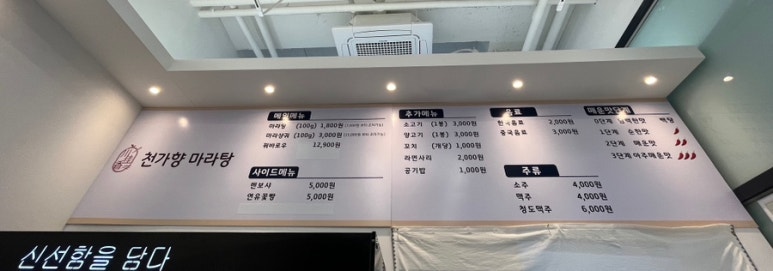 천가향 마라탕
메인메뉴
마라탕 (100g) 1,800원
마라샹궈 (100g) 3,000원
꿔바로우 12,900원
사이드메뉴
멘보샤 5,000원
연유꽃빵 5,000원
추가메뉴
소고기 (1봉) 3,000원
양고기 (1봉) 3,000원
꼬치 (개당) 1,000원
라면사리 2,000원
공기밥 1,000원
음료
한국음료 2,000원
중국음료 3,000원
주류
소주 4,000원
맥주 4,000원
칭도맥주 6,000원
매운맛단계
0단계 담백한맛 백탕
1단계 순한맛
2단계 매운맛
3단계 아주매운맛
신선함을 담다